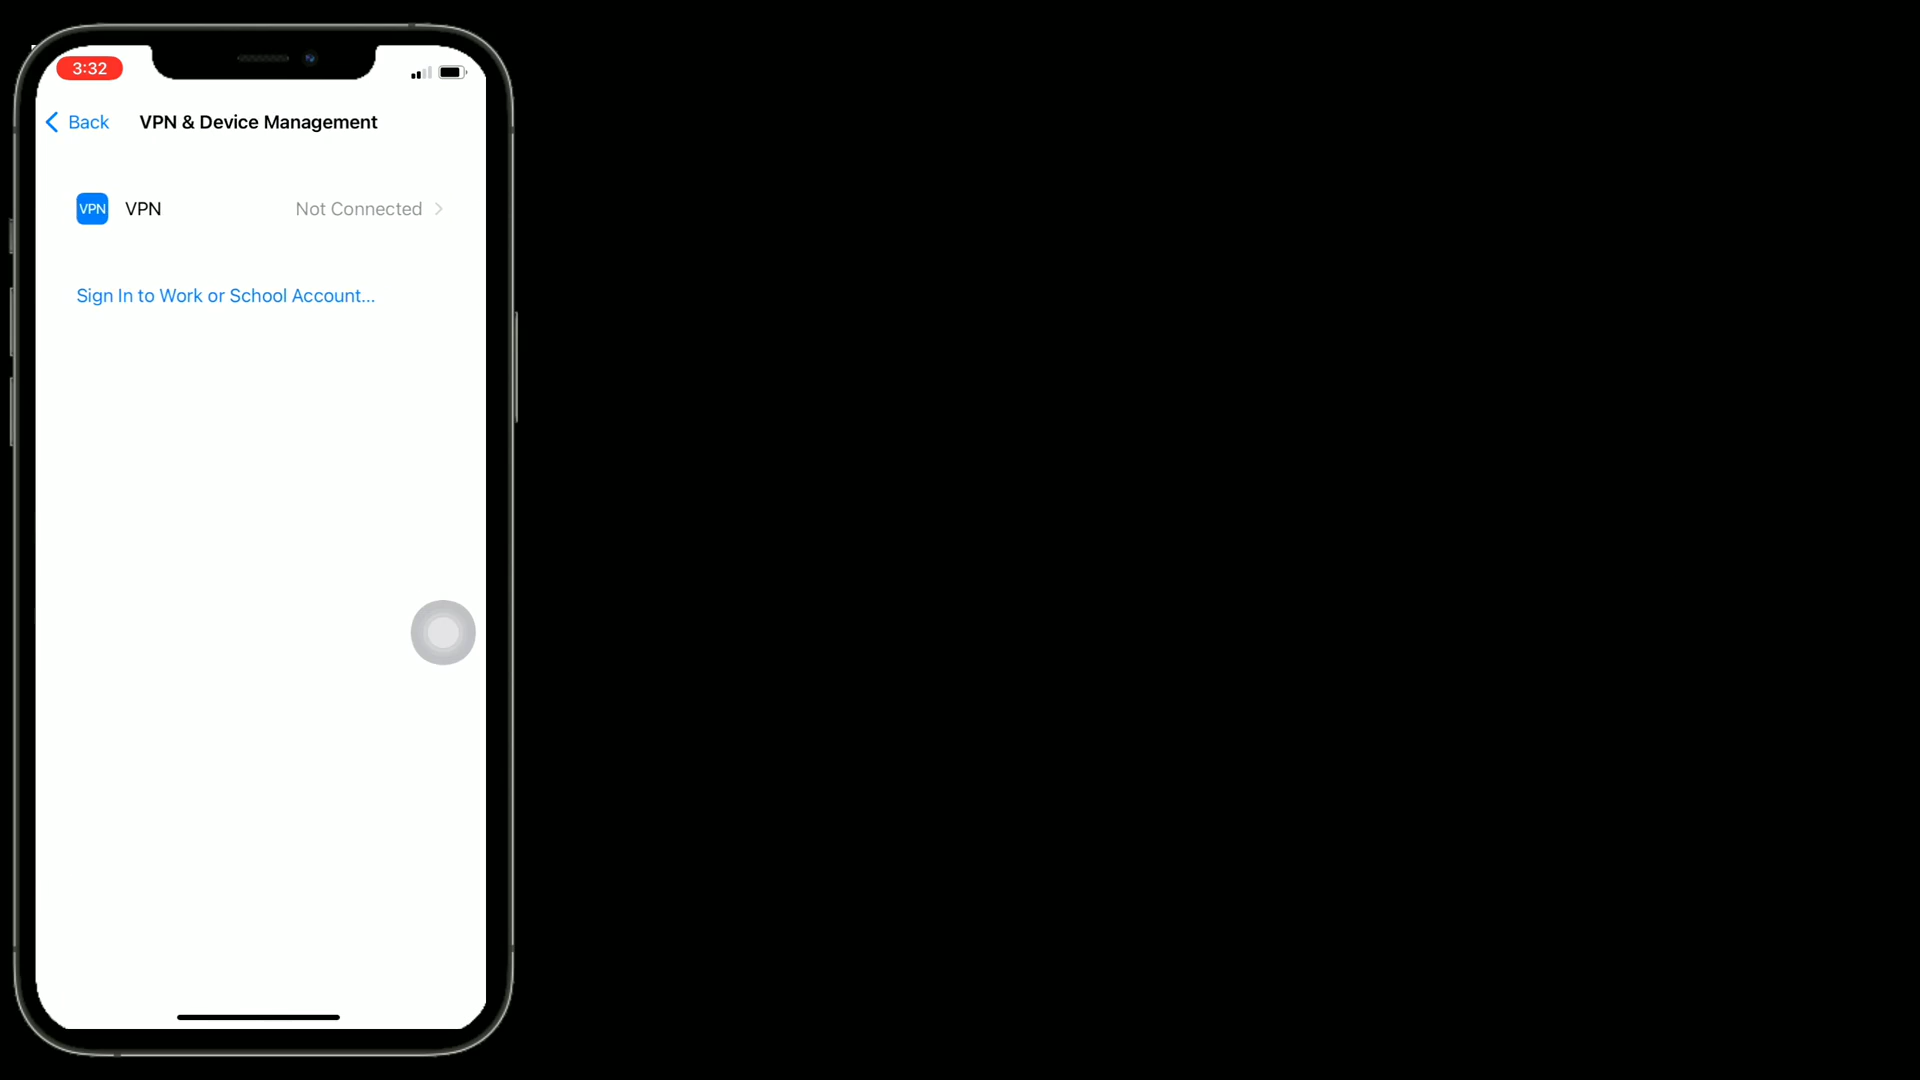 3:32
Back
VPN & Device Management
VPN VPN Not Connected
Sign In to Work or School Account...